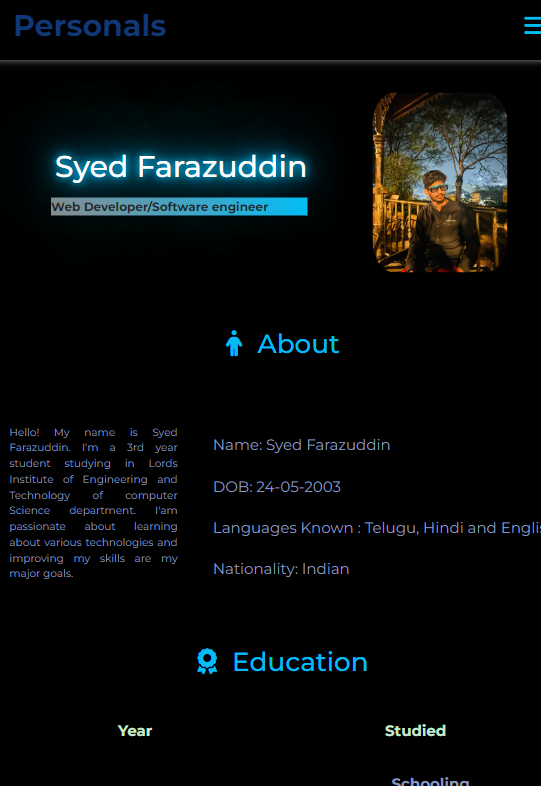 Personals
Syed Farazuddin
Web Developer/Software engineer
About
Hello! My name is Syed
Farazuddin. I'm a 3rd year
student studying in Lords
Institute of Engineering and
Technology of computer
Science department. I'am
passionate about learning
about various technologies and
improving my skills are my
major goals.
Name: Syed Farazuddin
DOB: 24-05-2003
Languages Known : Telugu, Hindi and Englis
Nationality: Indian
Education
Year Studied
Schooling